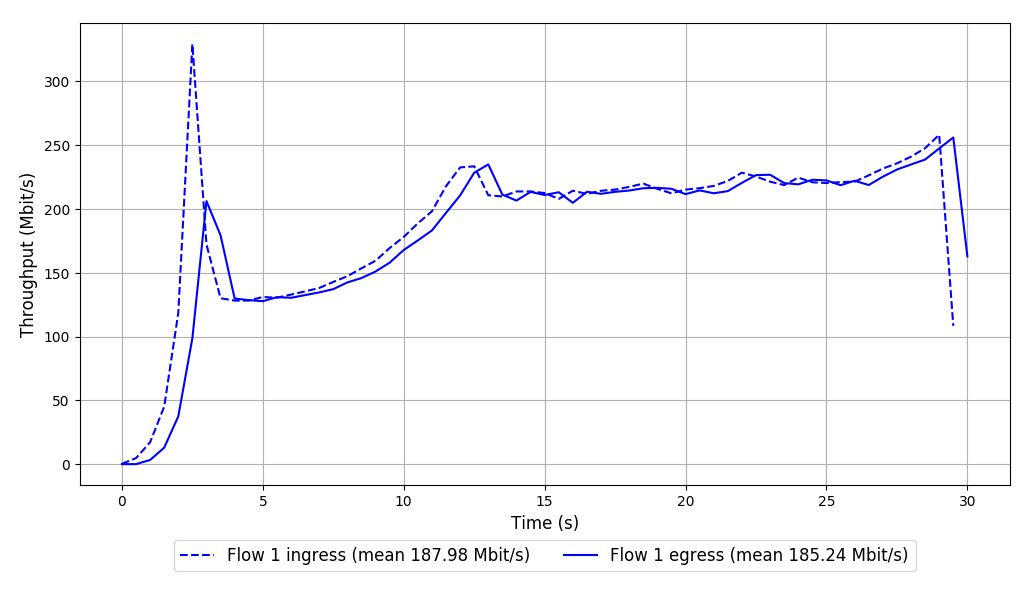 Throughput (Mbit/s)
300
250
200
150
100
50
0
0 5 10 15 20 25 30
Time (s)
Flow 1 ingress (mean 187.98 Mbit/s) Flow 1 egress (mean 185.24 Mbit/s)